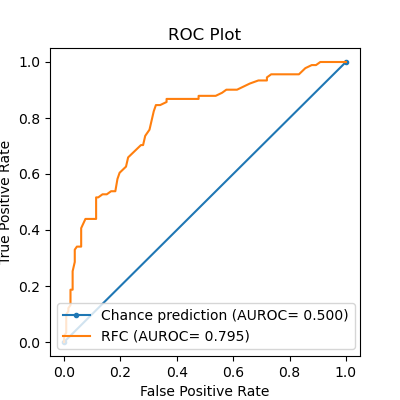 ROC Plot
1.0
0.8
0.6
0.4
0.2
0.0
True Positive Rate
Chance prediction (AUROC= 0.500)
RFC (AUROC= 0.795)
0.0 0.2 0.4 0.6 0.8 1.0
False Positive Rate